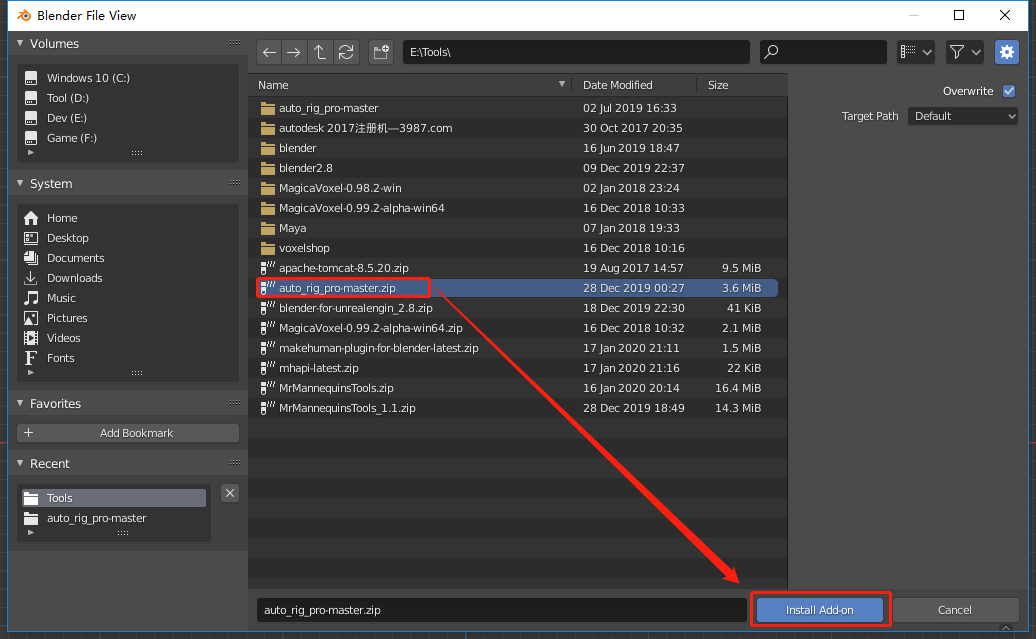 Blender File View
Volumes
Windows 10 (C:)
Tool (D:)
Dev (E:)
Game (F:)
System
Home
Desktop
Documents
Downloads
Music
Pictures
Videos
Fonts
Favorites
Add Bookmark
Recent
Tools
auto_rig_pro-master
E:\Tools\
Name Date Modified Size
auto_rig_pro-master 02 Jul 2019 16:33
autodesk 2017注册机—3987.com 30 Oct 2017 20:35
blender 16 Jun 2019 18:47
blender2.8 09 Dec 2019 22:37
MagicaVoxel-0.98.2-win 02 Jan 2018 23:24
MagicaVoxel-0.99.2-alpha-win64 16 Dec 2018 10:33
Maya 07 Jan 2018 19:33
voxelshop 16 Dec 2018 10:16
apache-tomcat-8.5.20.zip 19 Aug 2017 14:57 9.5 MiB
auto_rig_pro-master.zip 28 Dec 2019 00:27 3.6 MiB
blender-for-unrealengin_2.8.zip 18 Dec 2019 22:30 41 KiB
MagicaVoxel-0.99.2-alpha-win64.zip 16 Dec 2018 10:32 2.1 MiB
makehuman-plugin-for-blender-latest.zip 17 Jan 2020 21:11 1.5 MiB
mhapi-latest.zip 17 Jan 2020 21:16 22 KiB
MrMannequinsTools.zip 16 Jan 2020 20:14 16.4 MiB
MrMannequinsTools_1.1.zip 28 Dec 2019 18:49 14.3 MiB
Overwrite
Target Path Default
auto_rig_pro-master.zip
Install Add-on
Cancel